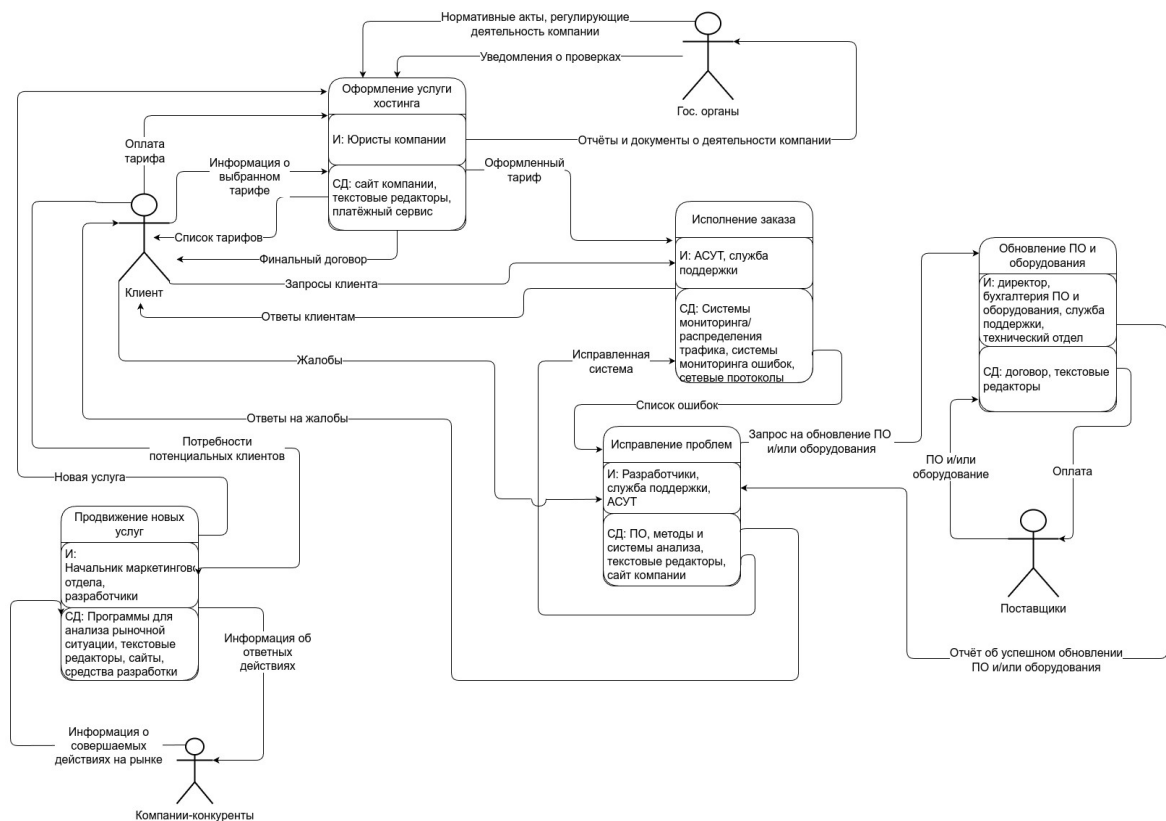 Нормативные акты, регулирующие
деятельность компании
Уведомления о проверках
Гос. органы
Оформление услуги
хостинга
И: Юристы компании
СД: сайт компании,
текстовые редакторы,
платёжный сервис
Отчёты и документы о деятельности компании
Оплата
тарифа
Информация о
выбранном
тарифе
Оформленный
тариф
Список тарифов
Финальный договор
Клиент
Запросы клиента
Ответы клиентам
Жалобы
Ответы на жалобы
Исполнение заказа
И: АСУТ, служба
поддержки
СД: Системы
мониторинга/
распределения
трафика, системы
мониторинга ошибок,
сетевые протоколы
Обновление ПО и
оборудования
И: директор,
бухгалтерия ПО и
оборудования, служба
поддержки,
технический отдел
СД: договор, текстовые
редакторы
Исправленная
система
Список ошибок
Исправление проблем
И: Разработчики,
служба поддержки,
АСУТ
СД: ПО, методы и
системы анализа,
текстовые редакторы,
сайт компании
Запрос на обновление ПО
и/или оборудования
ПО и/или
оборудование
Оплата
Поставщики
Отчёт об успешном обновлении
ПО и/или оборудования
Потребности
потенциальных клиентов
Новая услуга
Продвижение новых
услуг
И:
Начальник маркетингово
отдела,
разработчики
СД: Программы для
анализа рыночной
ситуации, текстовые
редакторы, сайты,
средства разработки
Информация об
ответных
действиях
Информация о
совершаемых
действиях на рынке
Компании-конкуренты